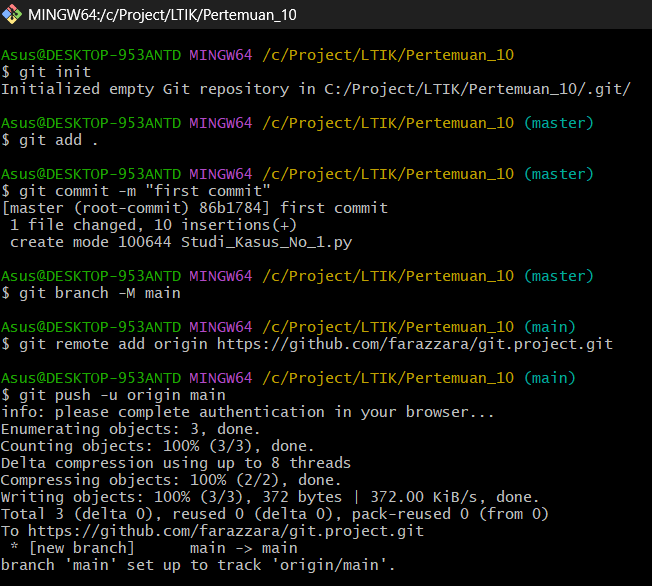 MINGW64:/c/Project/LTIK/Pertemuan_10
Asus@DESKTOP-953ANTD MINGW64 /c/Project/LTIK/Pertemuan_10
$ git init
Initialized empty Git repository in C:/Project/LTIK/Pertemuan_10/.git/
Asus@DESKTOP-953ANTD MINGW64 /c/Project/LTIK/Pertemuan_10 (master)
$ git add .
Asus@DESKTOP-953ANTD MINGW64 /c/Project/LTIK/Pertemuan_10 (master)
$ git commit -m "first commit"
[master (root-commit) 86b1784] first commit
 1 file changed, 10 insertions(+)
 create mode 100644 Studi_Kasus_No_1.py
Asus@DESKTOP-953ANTD MINGW64 /c/Project/LTIK/Pertemuan_10 (master)
$ git branch -M main
Asus@DESKTOP-953ANTD MINGW64 /c/Project/LTIK/Pertemuan_10 (main)
$ git remote add origin https://github.com/farazzara/git.project.git
Asus@DESKTOP-953ANTD MINGW64 /c/Project/LTIK/Pertemuan_10 (main)
$ git push -u origin main
info: please complete authentication in your browser...
Enumerating objects: 3, done.
Counting objects: 100% (3/3), done.
Delta compression using up to 8 threads
Compressing objects: 100% (2/2), done.
Writing objects: 100% (3/3), 372 bytes | 372.00 KiB/s, done.
Total 3 (delta 0), reused 0 (delta 0), pack-reused 0 (from 0)
To https://github.com/farazzara/git.project.git
 * [new branch]      main -> main
branch 'main' set up to track 'origin/main'.